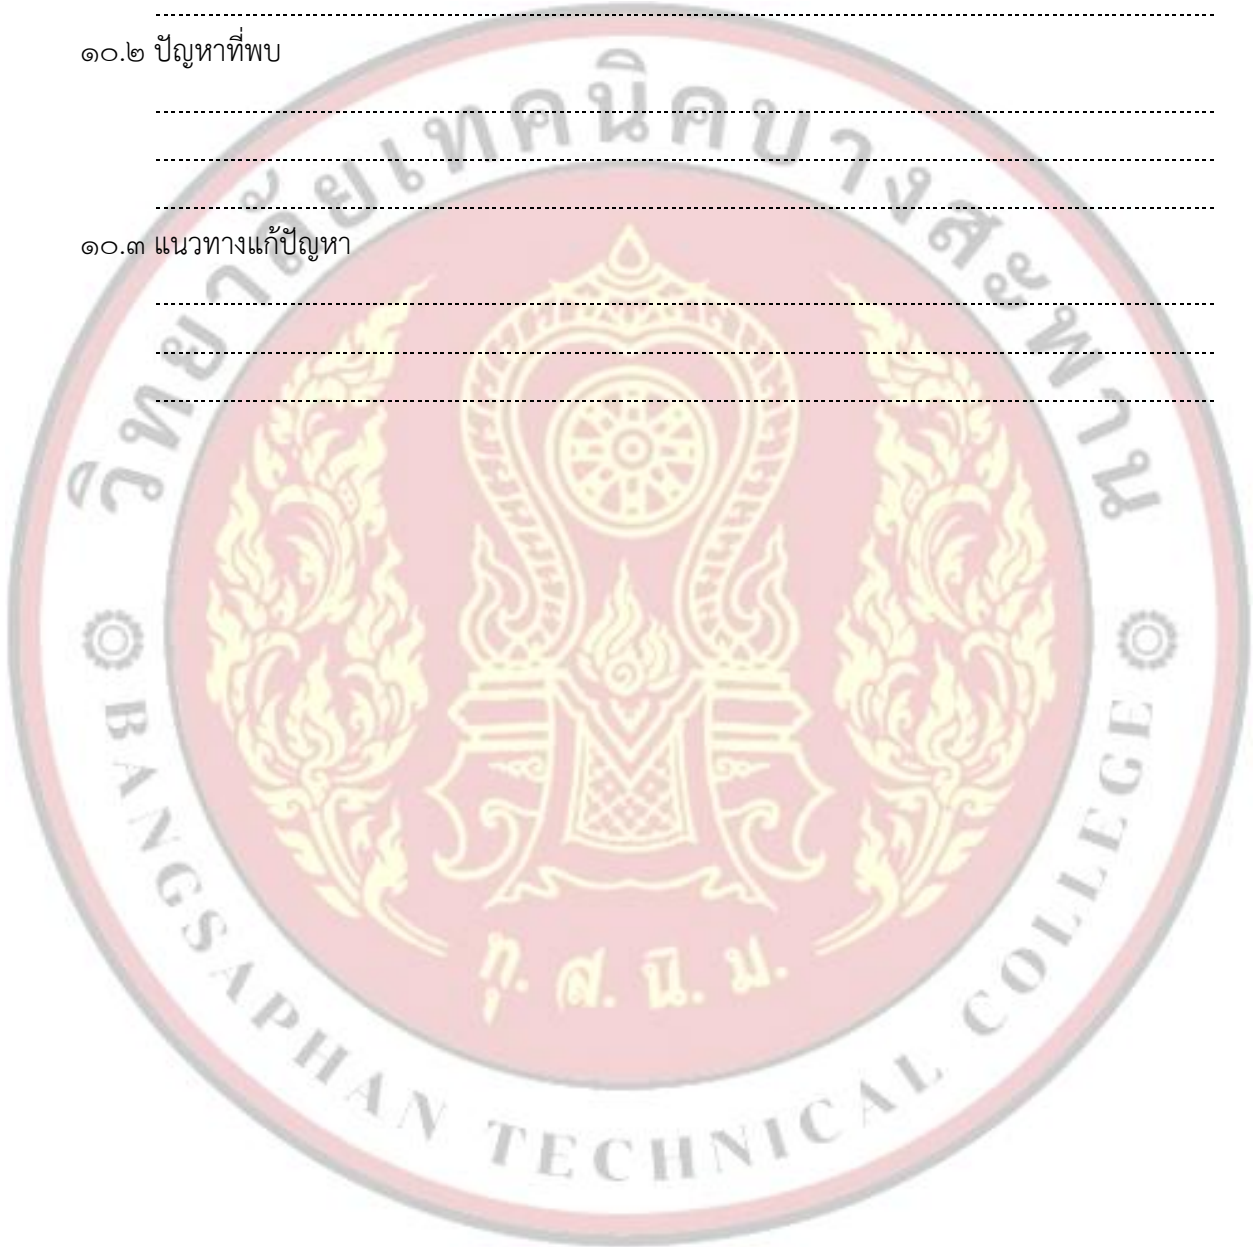 ๑๐.๒ ปัญหาที่พบ
๑๐.๓ แนวทางแก้ปัญหา
วิทยาลัยเทคนิคบางสะพาน
ทุ. ส. นิ. ม.
BANGSAPHAN TECHNICAL COLLEGE